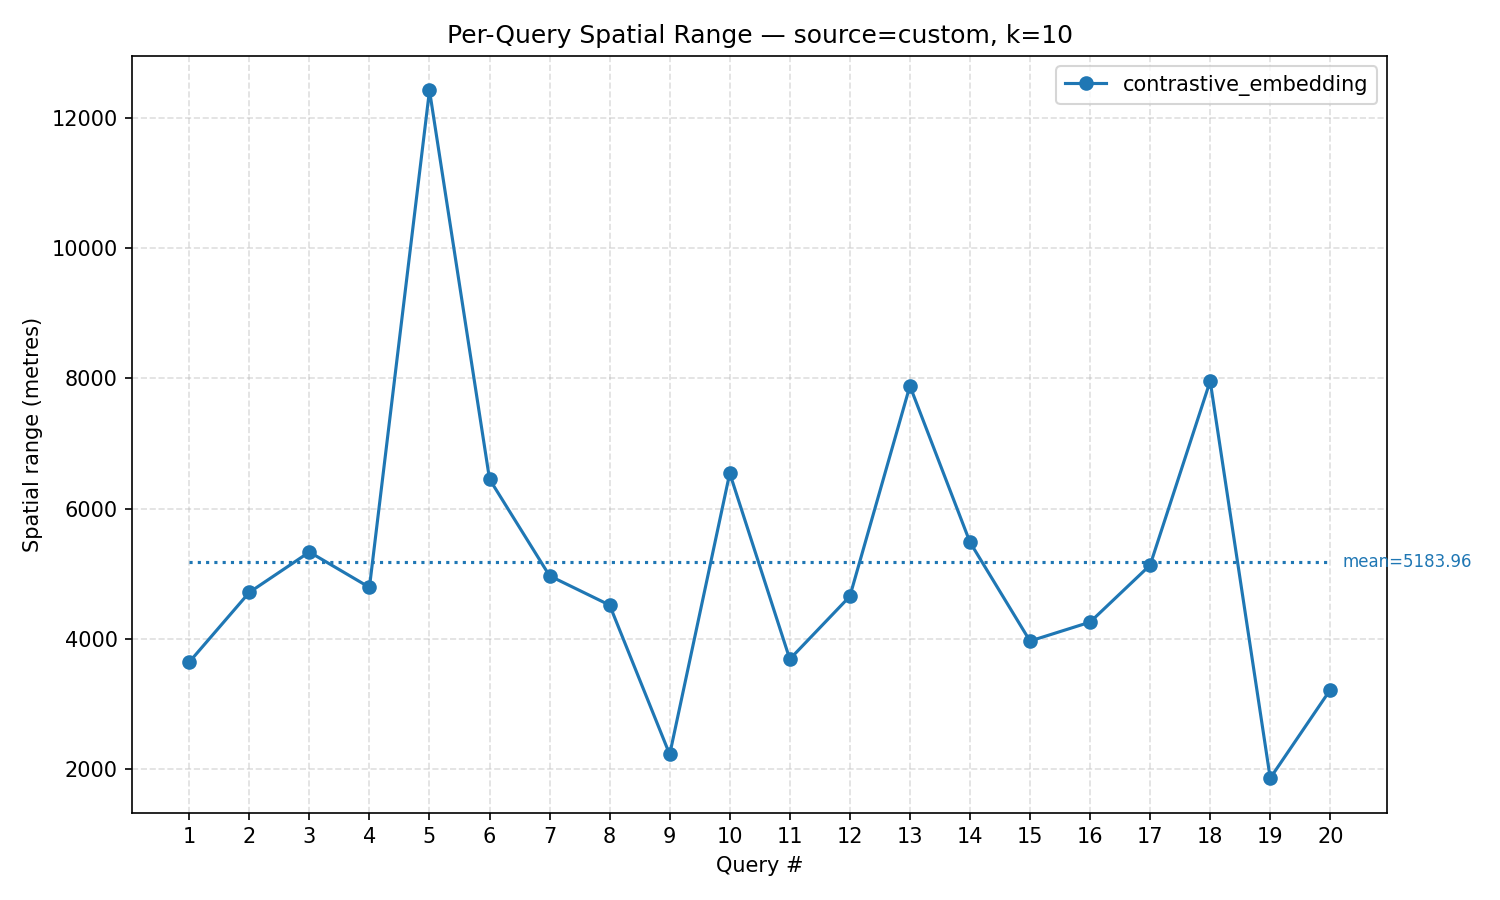 Per-Query Spatial Range — source=custom, k=10
contrastive_embedding
12000
10000
8000
6000
4000
2000
Spatial range (metres)
mean=5183.96
1 2 3 4 5 6 7 8 9 10 11 12 13 14 15 16 17 18 19 20
Query #